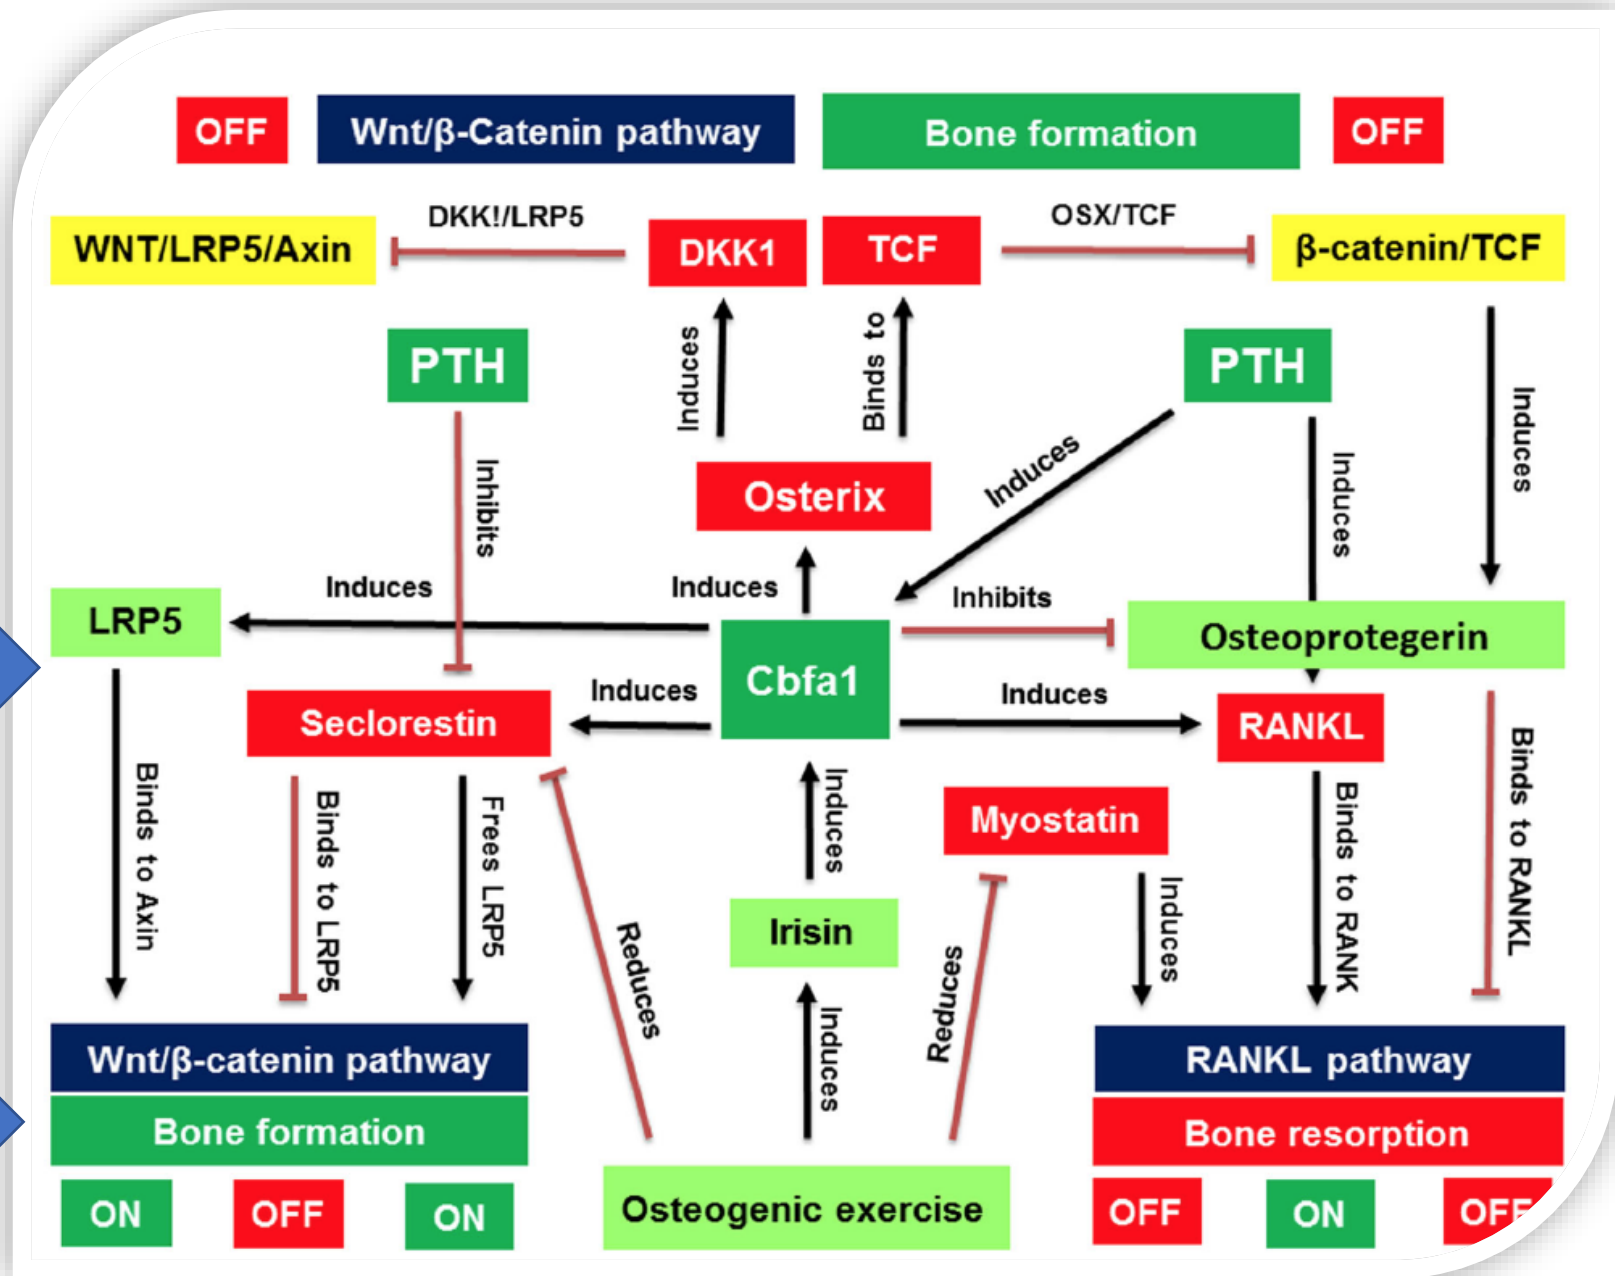 OFF
Wnt/β-Catenin pathway
Bone formation
OFF
WNT/LRP5/Axin
DKK!/LRP5
DKK1
TCF
OSX/TCF
β-catenin/TCF
PTH
Induces
Binds to
PTH
Induces
Inhibits
Osterix
Induces
Induces
LRP5
Induces
Induces
Inhibits
Osteoprotegerin
Cbfa1
Seclorestin
Induces
Induces
RANKL
Binds to Axin
Binds to LRP5
Frees LRP5
Induces
Myostatin
Binds to RANK
Binds to RANKL
Irisin
Induces
Reduces
Induces
Repuces
Wnt/β-catenin pathway
Bone formation
RANKL pathway
Bone resorption
ON
OFF
ON
Osteogenic exercise
OFF
ON
OFF